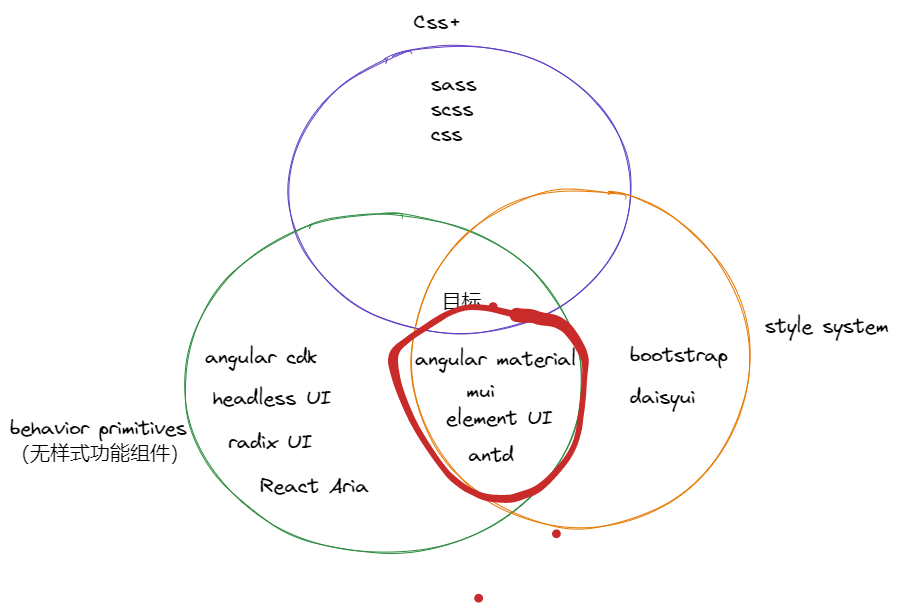 Css+
sass
scss
css
目标
style system
angular cdk
headless UI
radix UI
React Aria
angular material
mui
element UI
antd
bootstrap
daisyui
behavior primitives
（无样式功能组件）